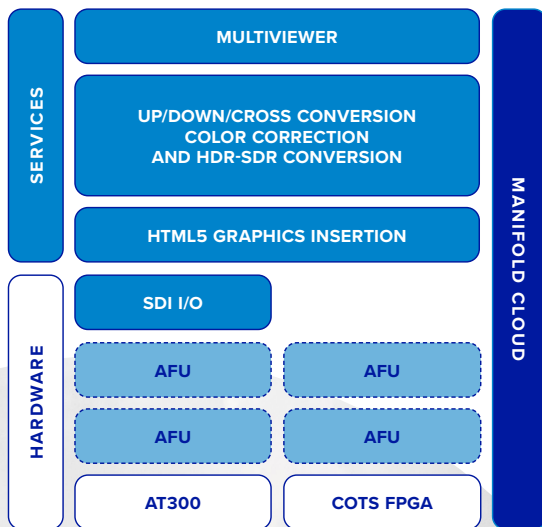 SERVICES
MULTIVIEWER
UP/DOWN/CROSS CONVERSION
COLOR CORRECTION
AND HDR-SDR CONVERSION
HTML5 GRAPHICS INSERTION
MANIFOLD CLOUD
HARDWARE
SDI I/O
AFU
AFU
AFU
AFU
AT300
COTS FPGA